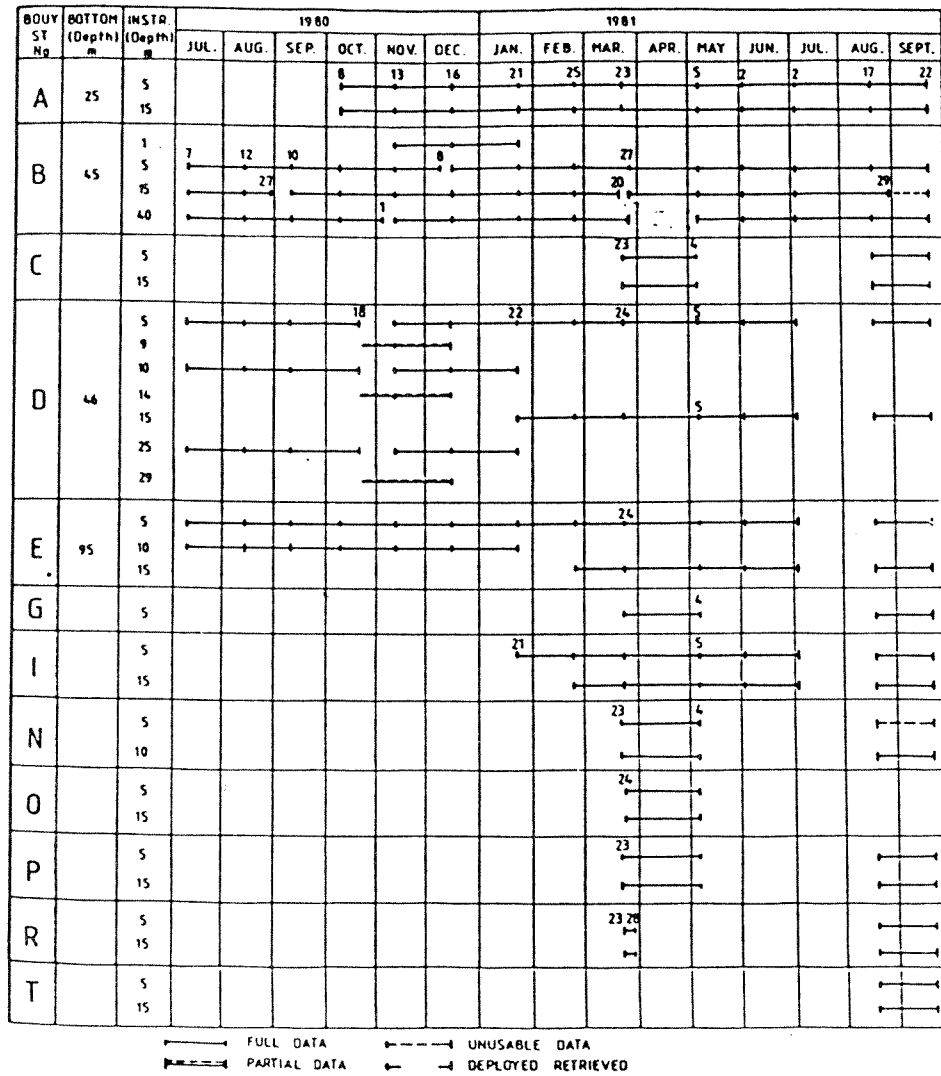 BOUY ST No BOTTOM (Depth) m INSTR. (Depth) m 1980 1981
JUL. AUG. SEP. OCT. NOV. DEC. JAN. FEB. MAR. APR. MAY JUN. JUL. AUG. SEPT.
8 13 16 21 25 23 5 2 2 17 22
A 25 5
15
1
7 12 10 8 27
B 45 5
27 20 29
15
1
40
23 4
C 5
15
18 22 24 5
5
9
10
D 46 14
5
15
25
29
24
5
E 95 10
15
4
G 5
21 5
I 5
15
23 4
N 5
10
24
O 5
15
23
P 5
15
23 28
R 5
15
T 5
15
FULL DATA UNUSABLE DATA
PARTIAL DATA DEPLOYED RETRIEVED